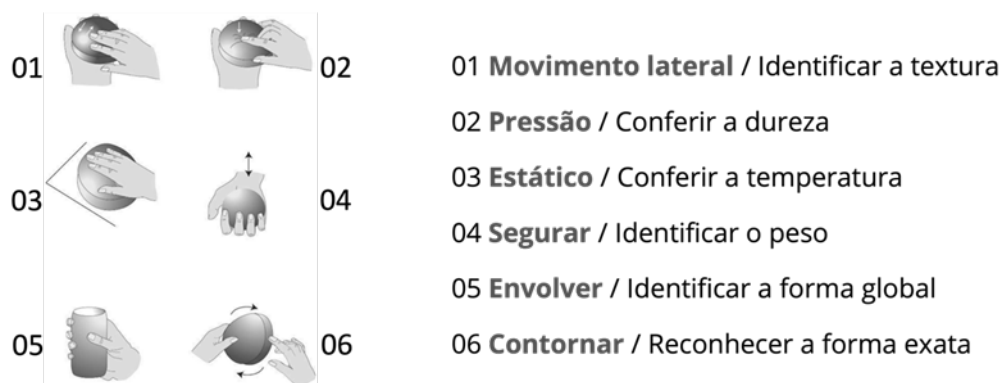 01
02
03
04
05
06
01 Movimento lateral / Identificar a textura
02 Pressão / Conferir a dureza
03 Estático / Conferir a temperatura
04 Segurar / Identificar o peso
05 Envolver / Identificar a forma global
06 Contornar / Reconhecer a forma exata